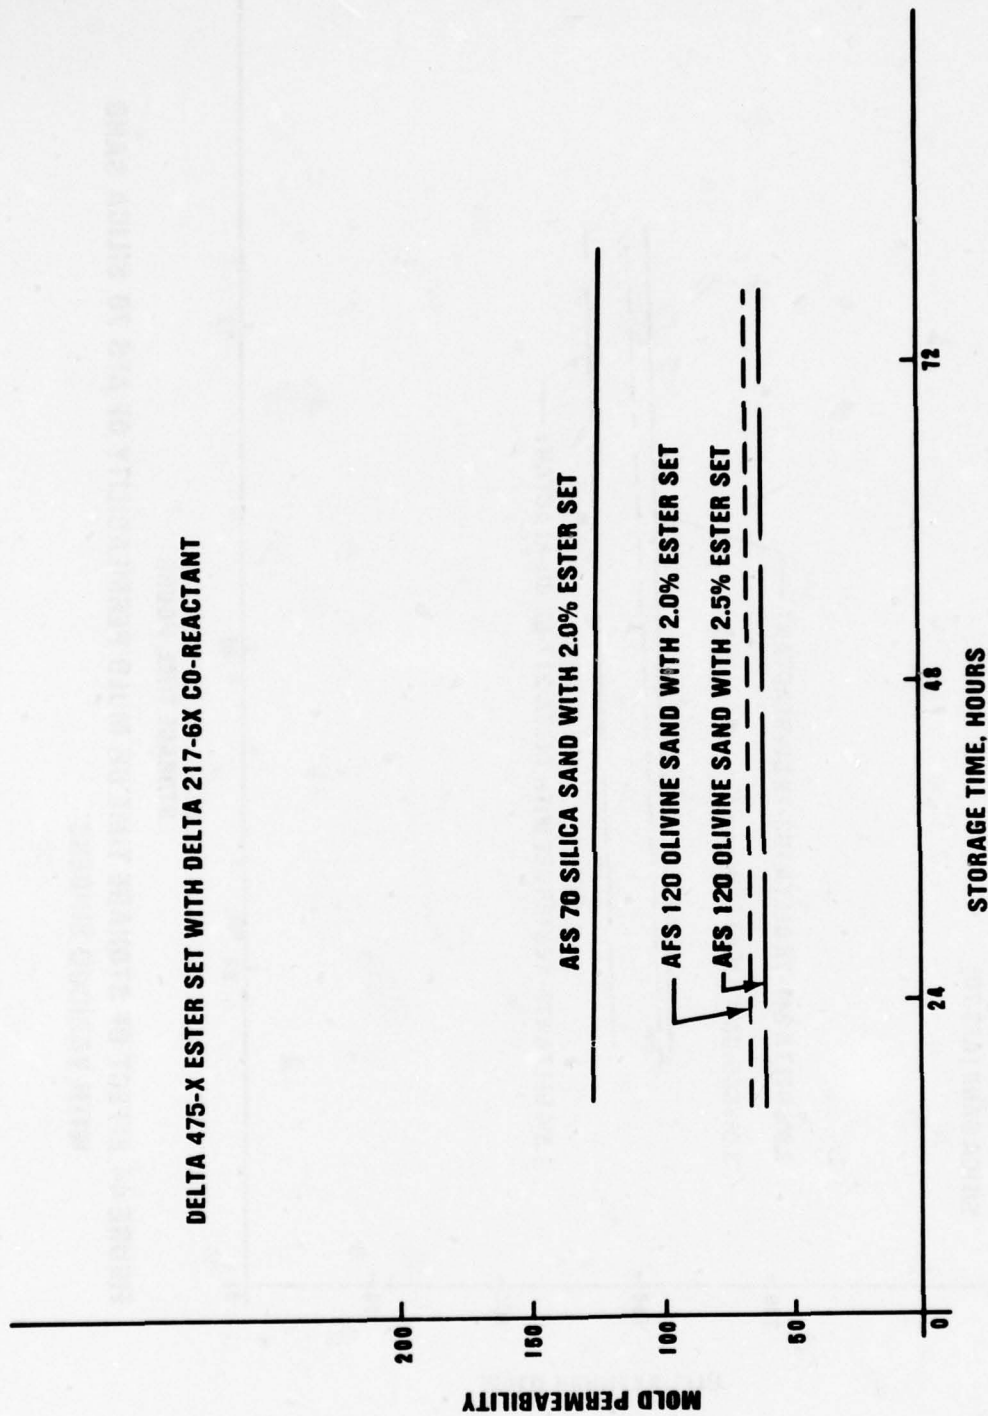 DELTA 475-X ESTER SET WITH DELTA 217-6X CO-REACTANT
MOLD PERMEABILITY
200
150
100
50
0
AFS 70 SILICA SAND WITH 2.0% ESTER SET
AFS 120 OLIVINE SAND WITH 2.0% ESTER SET
AFS 120 OLIVINE SAND WITH 2.5% ESTER SET
24
48
72
STORAGE TIME, HOURS